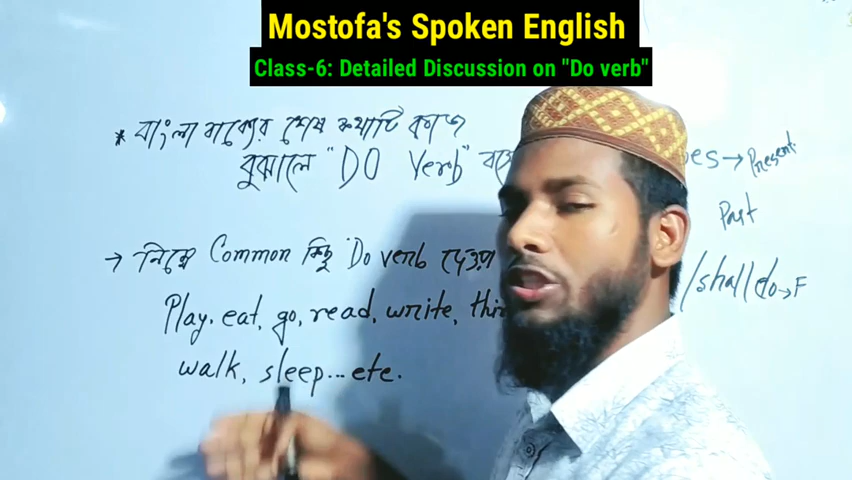 Mostofa's Spoken English
Class-6: Detailed Discussion on "Do verb"
* বাংলা বাক্যের শেষ কথাটি কাজ
বুঝালে "DO Verb" → Present.
Past
→ নিম্নে Common কিছু Do verb দেওয়া
/shall do → F
Play. eat, go, read, write,
walk, sleep... etc.